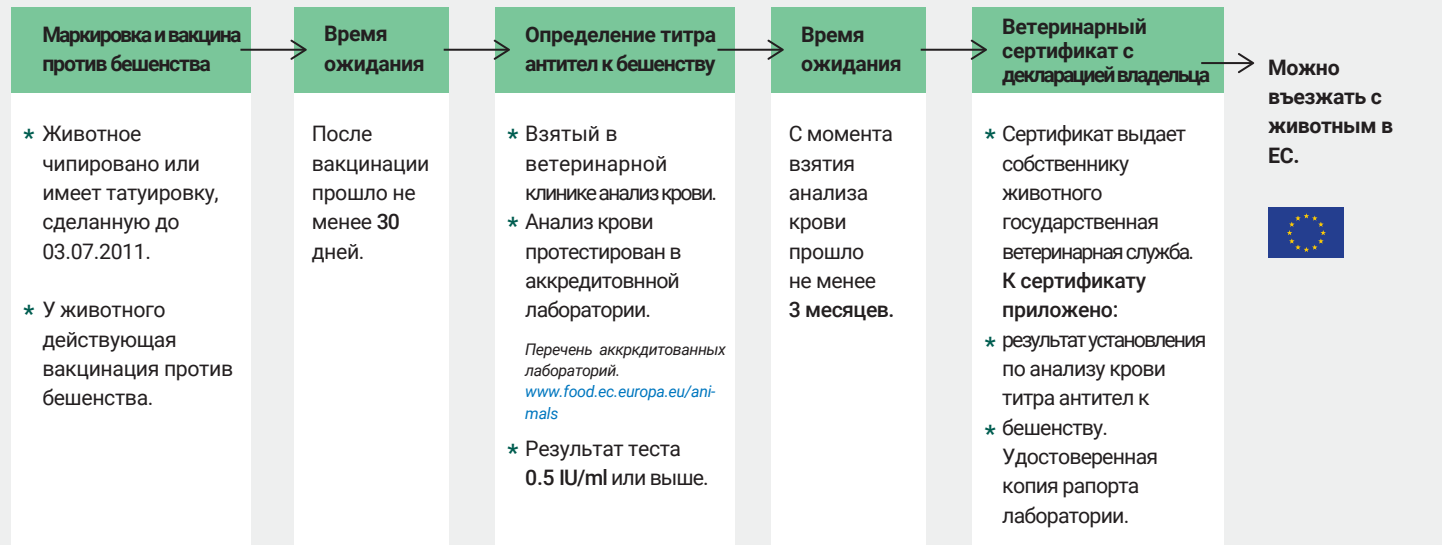 Маркировка и вакцина
против бешенства
Время
ожидания
Определение титра
антител к бешенству
Время
ожидания
Ветеринарный
сертификат с
декларацией владельца
Можно
въезжать с
животным в
ЕС.
* Животное
чипировано или
имеет татуировку,
сделанную до
03.07.2011.
* У животного
действующая
вакцинация против
бешенства.
После
вакцинации
прошло не
менее 30
дней.
* Взятый в
ветеринарной
клинике анализ крови.
* Анализ крови
протестирован в
аккредитовнной
лаборатории.
Перечень аккркдитованных
лабораторий.
www.food.ec.europa.eu/ani-
mals
* Результат теста
0.5 IU/ml или выше.
С момента
взятия
анализа
крови
прошло
не менее
3 месяцев.
* Сертификат выдает
собственнику
животного
государственная
ветеринарная служба.
К сертификату
приложено:
* результат установления
по анализу крови
титра антител к
* бешенству.
Удостоверенная
копия рапорта
лаборатории.